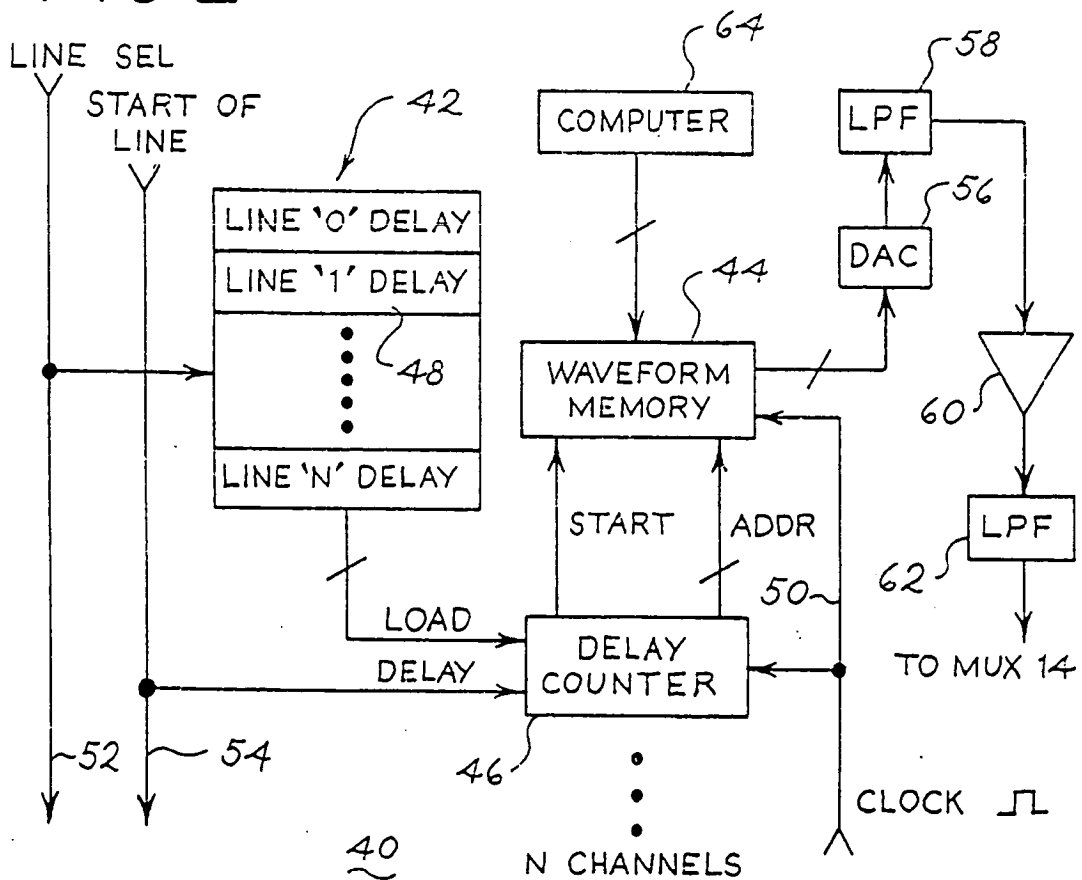 LINE SEL
START OF
LINE
42
64
58
COMPUTER
LPF
56
DAC
LINE '0' DELAY
LINE '1' DELAY
48
LINE 'N' DELAY
44
WAVEFORM
MEMORY
60
START
ADDR
LPF
62
50
LOAD
DELAY
DELAY
COUNTER
TO MUX 14
52
54
46
CLOCK
40
N CHANNELS